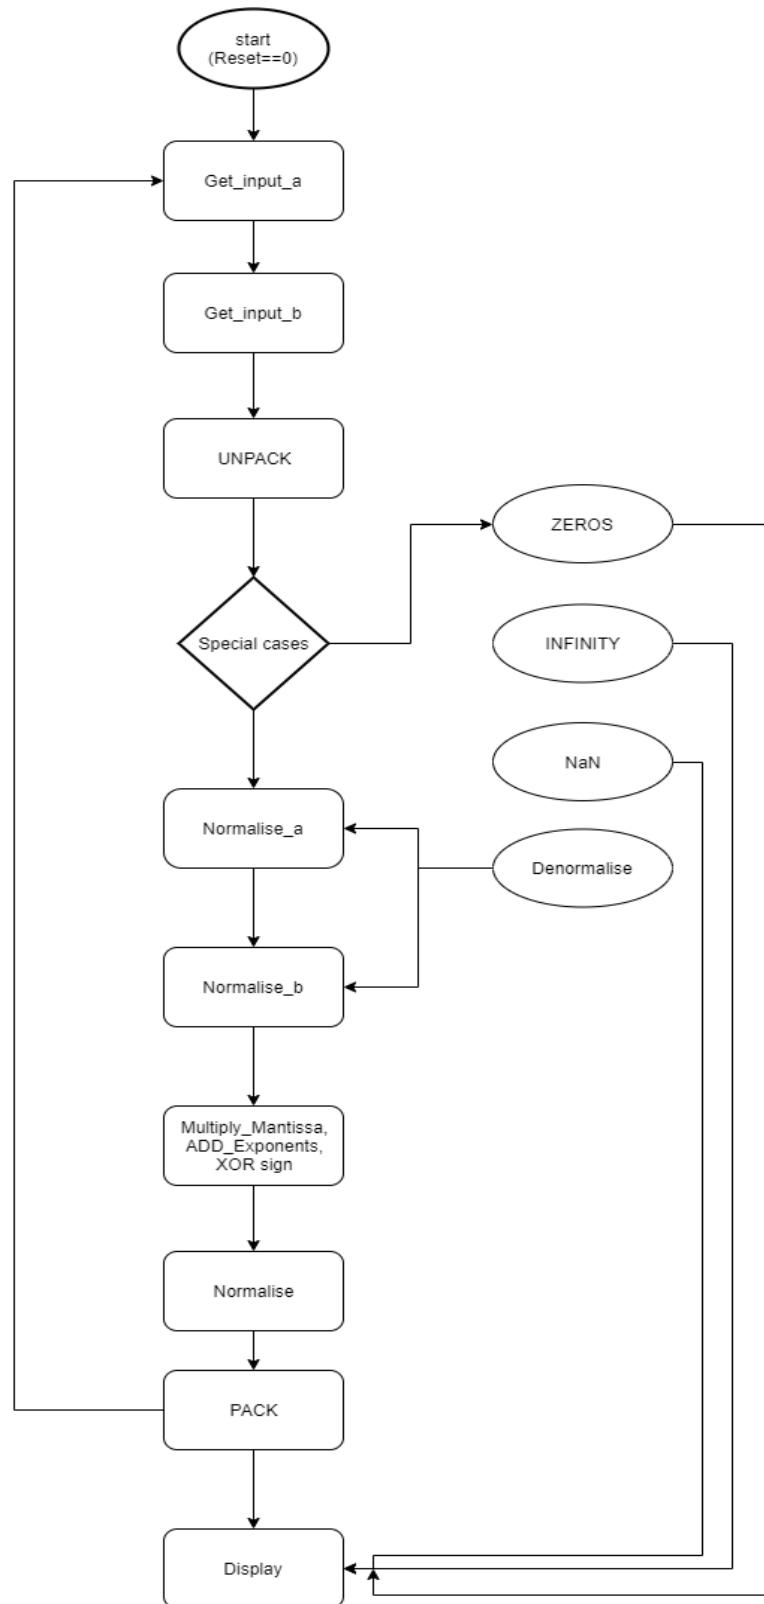 start
(Reset==0)
Get_input_a
Get_input_b
UNPACK
ZEROS
Special cases
INFINITY
NaN
Normalise_a
Denormalise
Normalise_b
Multiply_Mantissa,
ADD_Exponents,
XOR sign
Normalise
PACK
Display